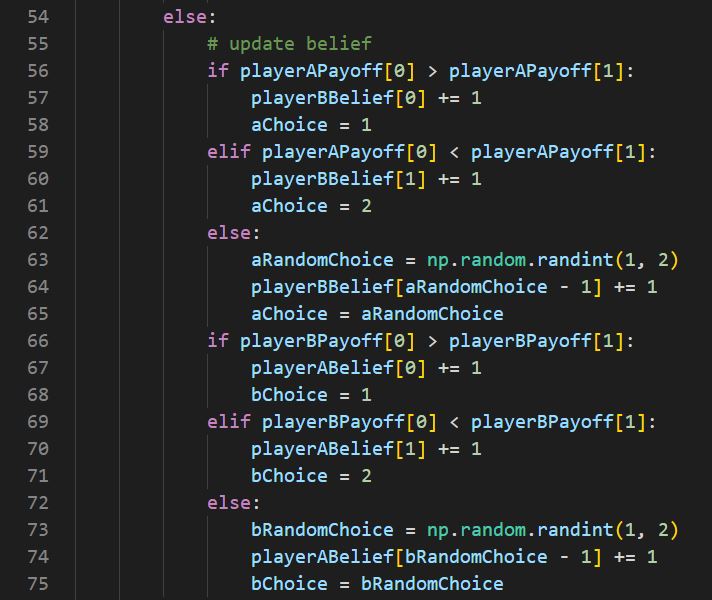 54 else:
55 # update belief
56 if playerAPayoff[0] > playerAPayoff[1]:
57 playerBBelief[0] += 1
58 aChoice = 1
59 elif playerAPayoff[0] < playerAPayoff[1]:
60 playerBBelief[1] += 1
61 aChoice = 2
62 else:
63 aRandomChoice = np.random.randint(1, 2)
64 playerBBelief[aRandomChoice - 1] += 1
65 aChoice = aRandomChoice
66 if playerBPayoff[0] > playerBPayoff[1]:
67 playerABelief[0] += 1
68 bChoice = 1
69 elif playerBPayoff[0] < playerBPayoff[1]:
70 playerABelief[1] += 1
71 bChoice = 2
72 else:
73 bRandomChoice = np.random.randint(1, 2)
74 playerABelief[bRandomChoice - 1] += 1
75 bChoice = bRandomChoice